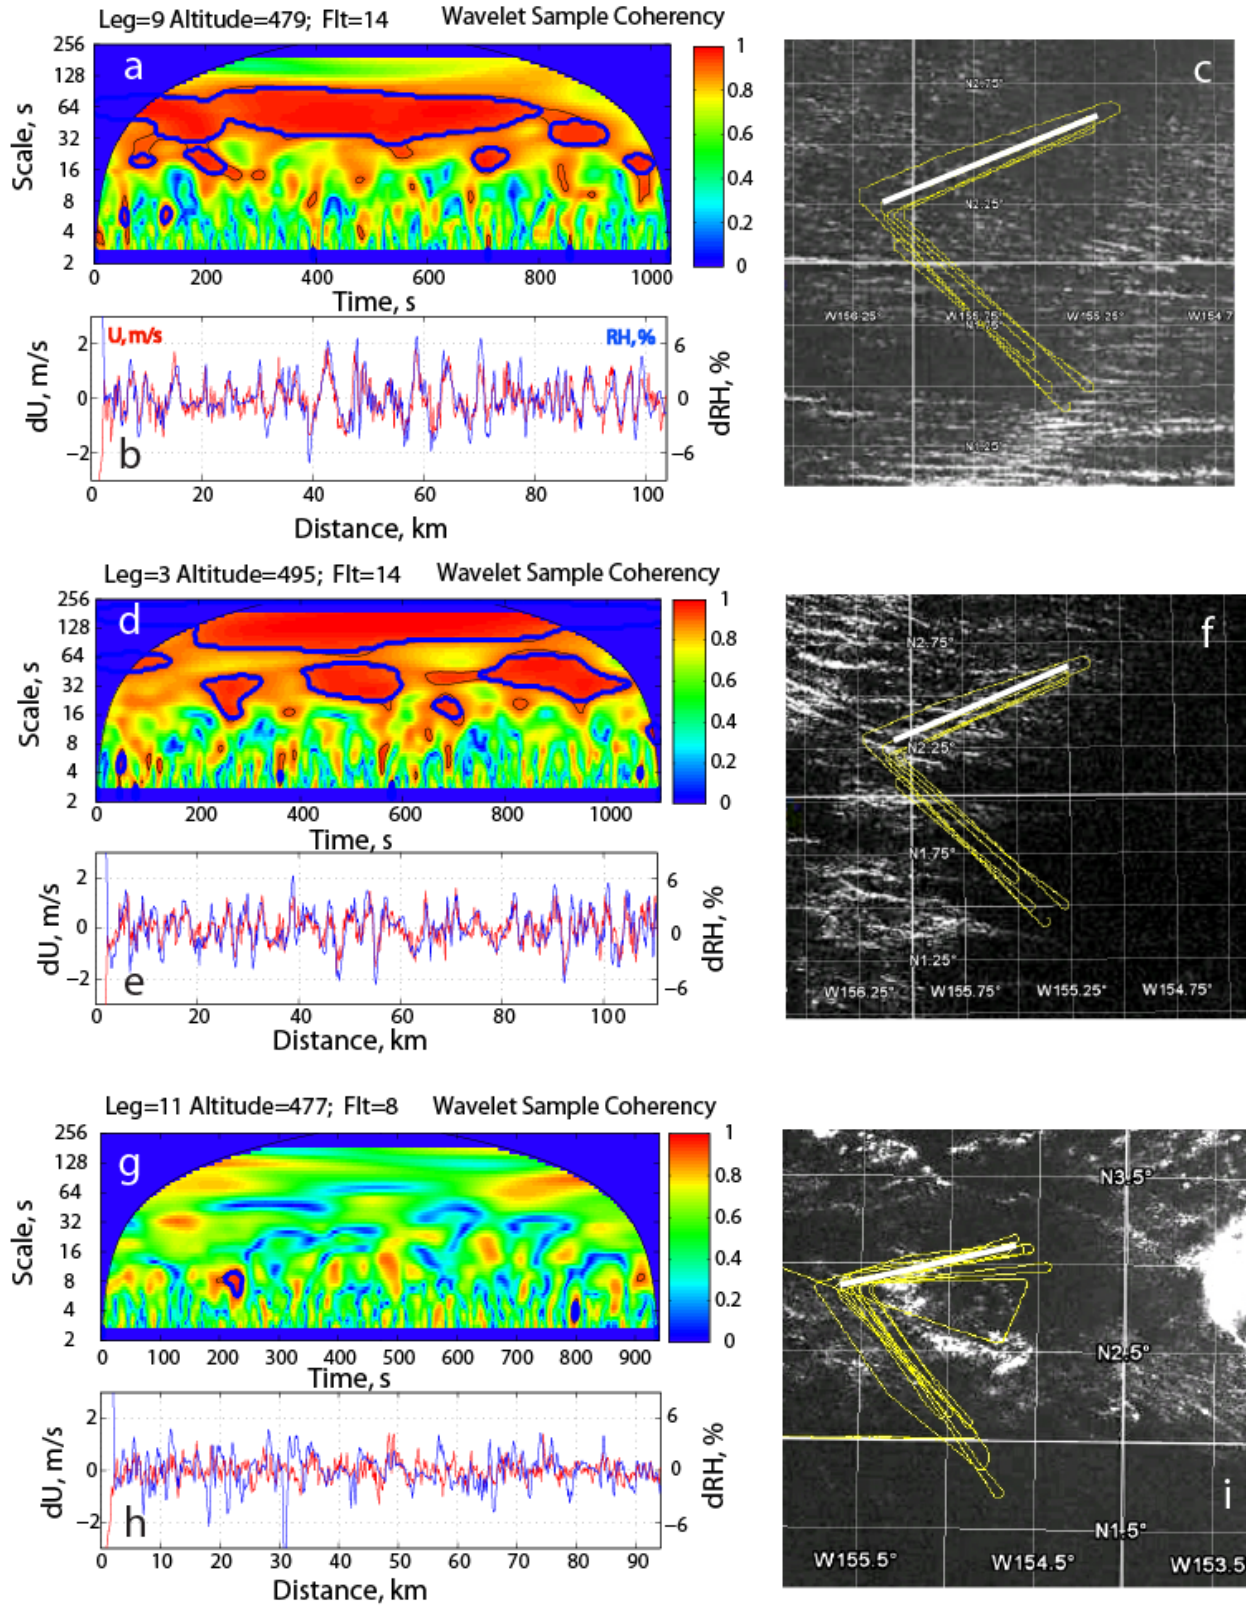 Leg=9 Altitude=479; Flt=14 Wavelet Sample Coherency
a
Scale, s
256
128
64
32
16
8
4
2
0 200 400 600 800 1000
Time, s
1
0.8
0.6
0.4
0.2
0
c
N2.75°
N2.25°
W156.25° W155.75° W155.25° W154.7
N1.75°
N1.25°
U, m/s RH, %
dU, m/s
2
0
−2
6
0
−6
dRH, %
b
0 20 40 60 80 100
Distance, km
Leg=3 Altitude=495; Flt=14 Wavelet Sample Coherency
d
Scale, s
256
128
64
32
16
8
4
2
0 200 400 600 800 1000
Time, s
1
0.8
0.6
0.4
0.2
0
f
N2.75°
N2.25°
N1.75°
N1.25°
W156.25° W155.75° W155.25° W154.75°
dU, m/s
2
0
−2
6
0
−6
dRH, %
e
0 20 40 60 80 100
Distance, km
Leg=11 Altitude=477; Flt=8 Wavelet Sample Coherency
g
Scale, s
256
128
64
32
16
8
4
2
0 100 200 300 400 500 600 700 800 900
Time, s
1
0.8
0.6
0.4
0.2
0
N3.5°
N2.5°
i
N1.5°
W155.5° W154.5° W153.5
dU, m/s
2
0
−2
6
0
−6
dRH, %
h
0 10 20 30 40 50 60 70 80 90
Distance, km